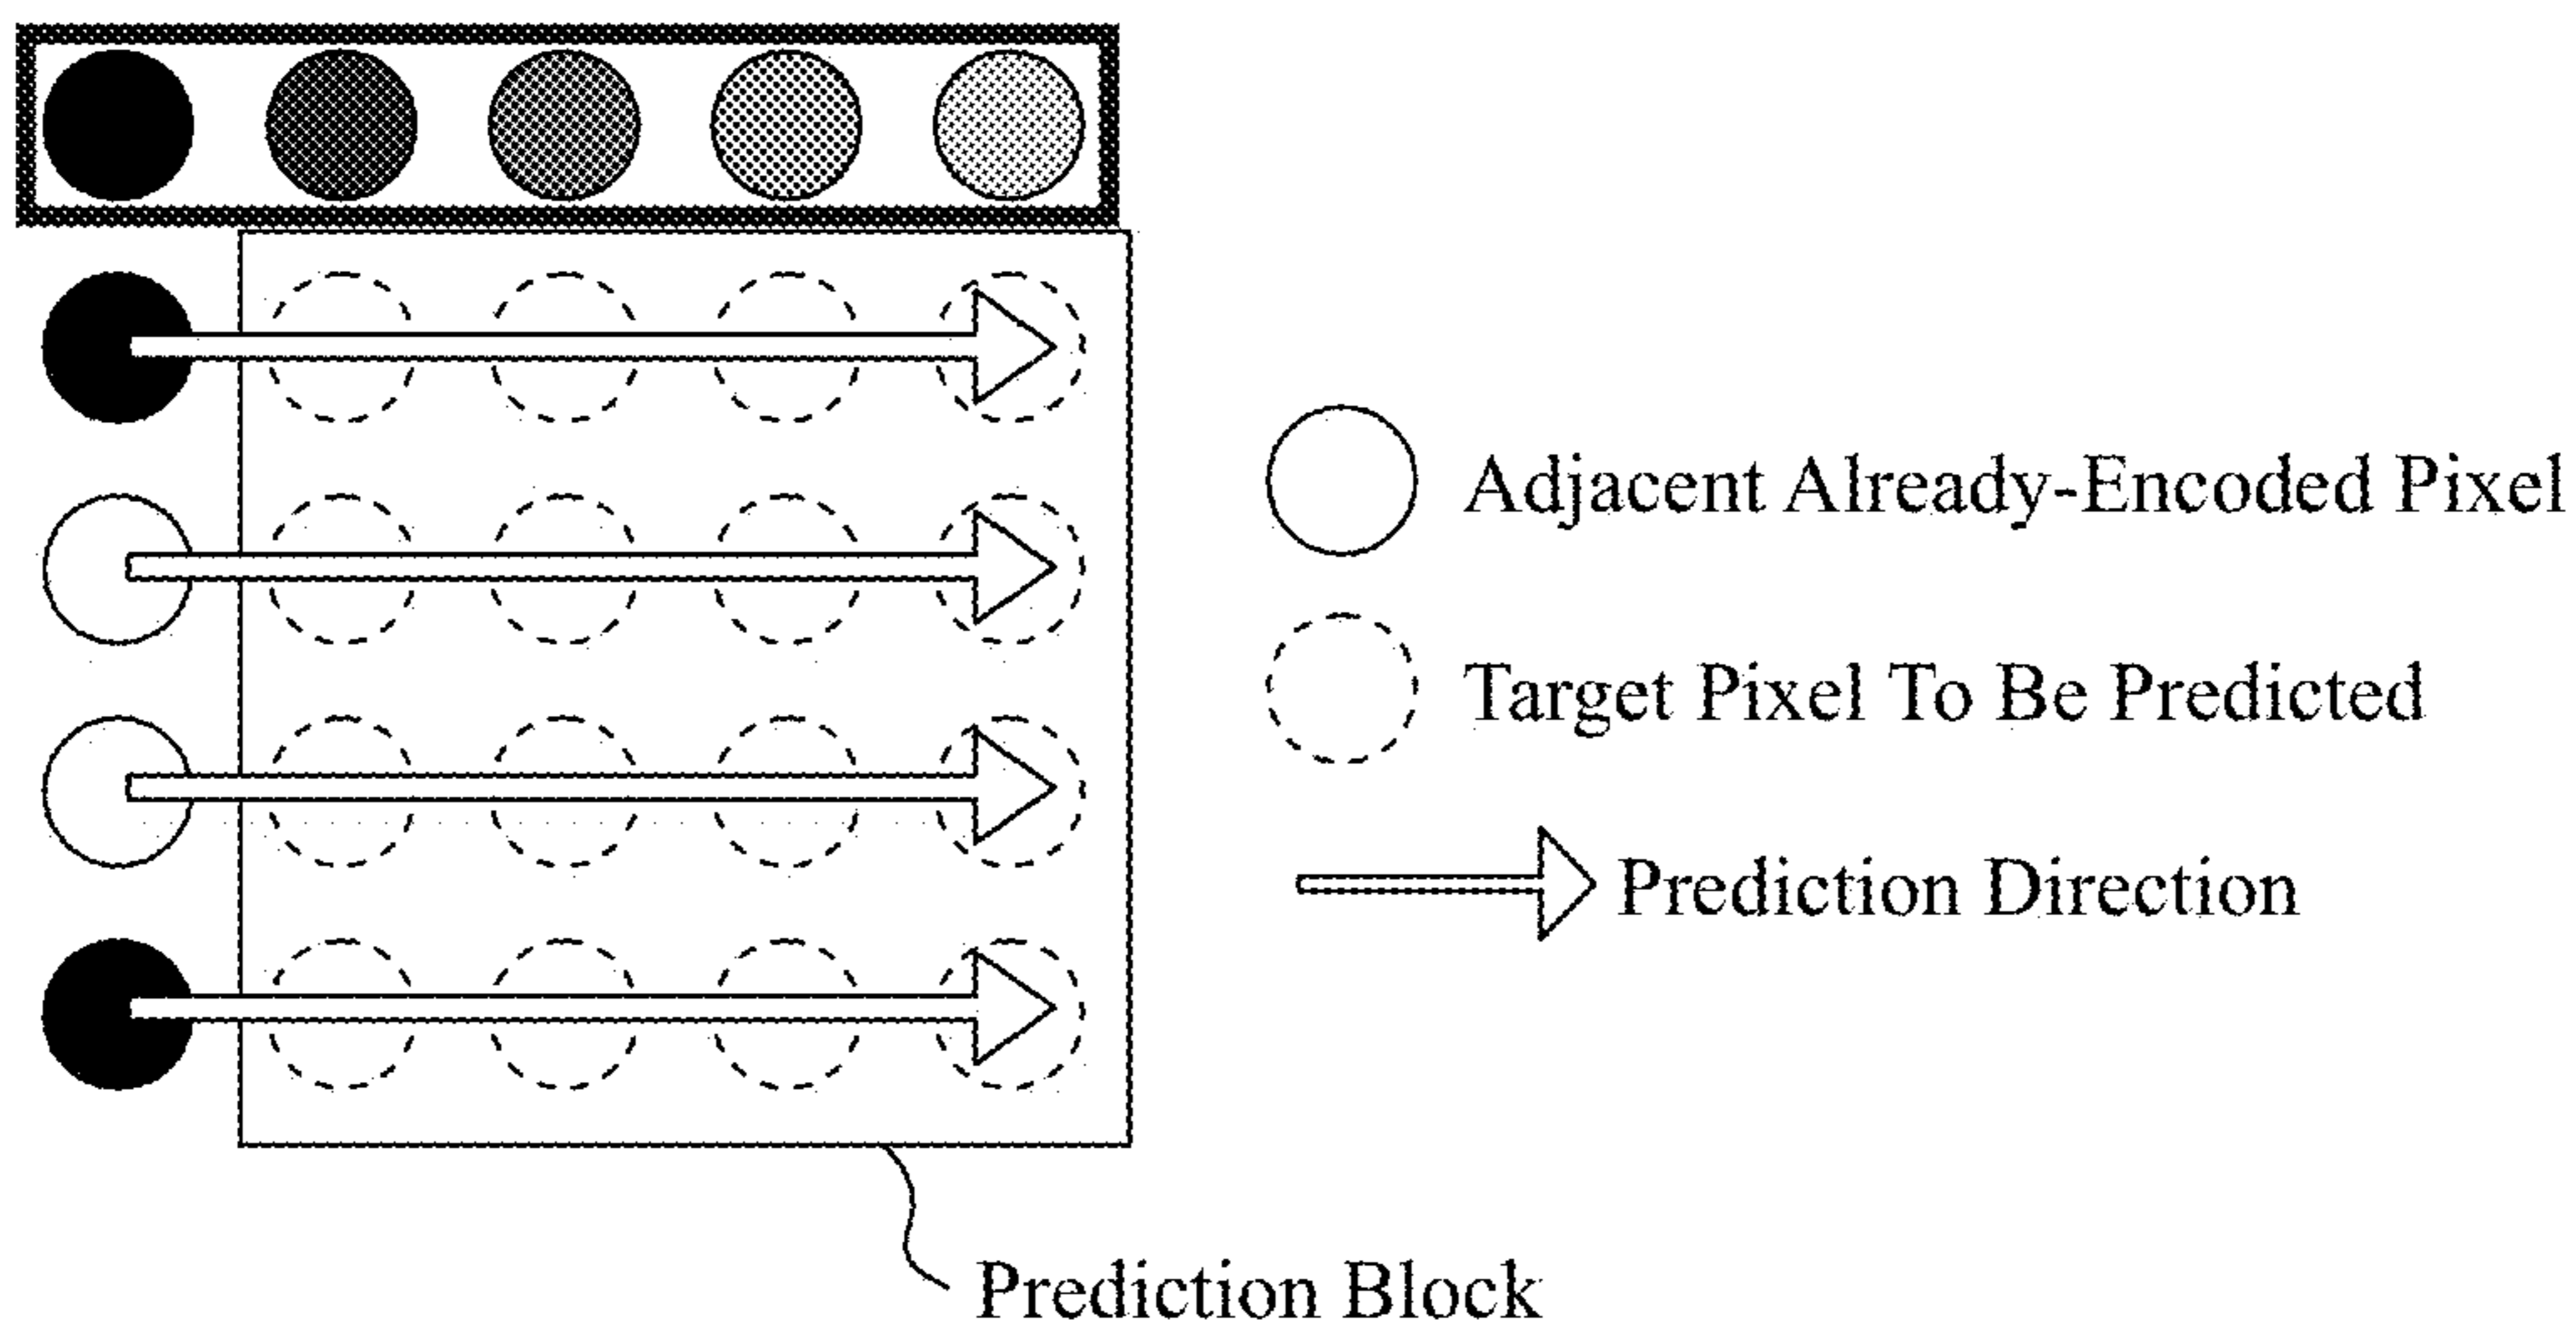 Adjacent Already-Encoded Pixel
Target Pixel To Be Predicted
Prediction Direction
Prediction Block